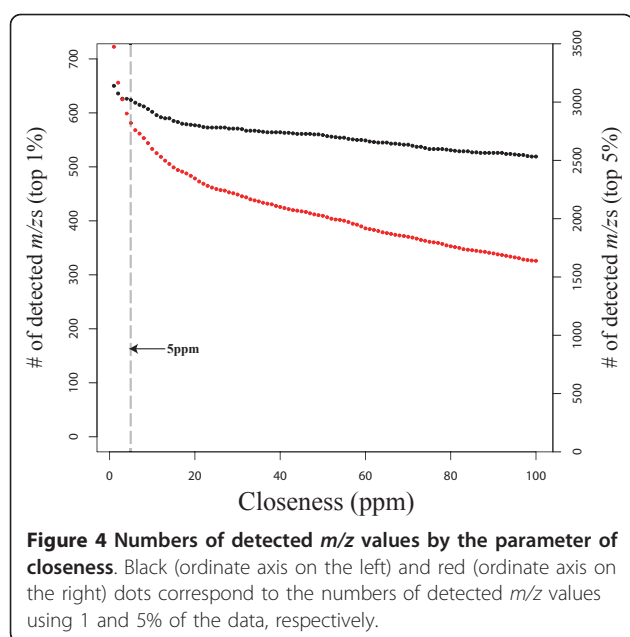 # of detected m/zs (top 1%)
700
600
500
400
300
200
100
0
5ppm
3500
3000
2500
2000
1500
1000
500
0
# of detected m/zs (top 5%)
0 20 40 60 80 100
Closeness (ppm)
Figure 4 Numbers of detected m/z values by the parameter of
closeness. Black (ordinate axis on the left) and red (ordinate axis on
the right) dots correspond to the numbers of detected m/z values
using 1 and 5% of the data, respectively.